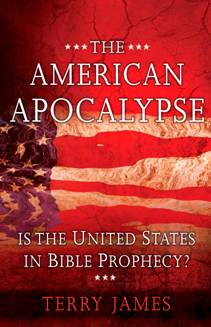 THE
AMERICAN
APOCALYPSE
IS THE UNITED STATES
IN BIBLE PROPHECY?
TERRY JAMES